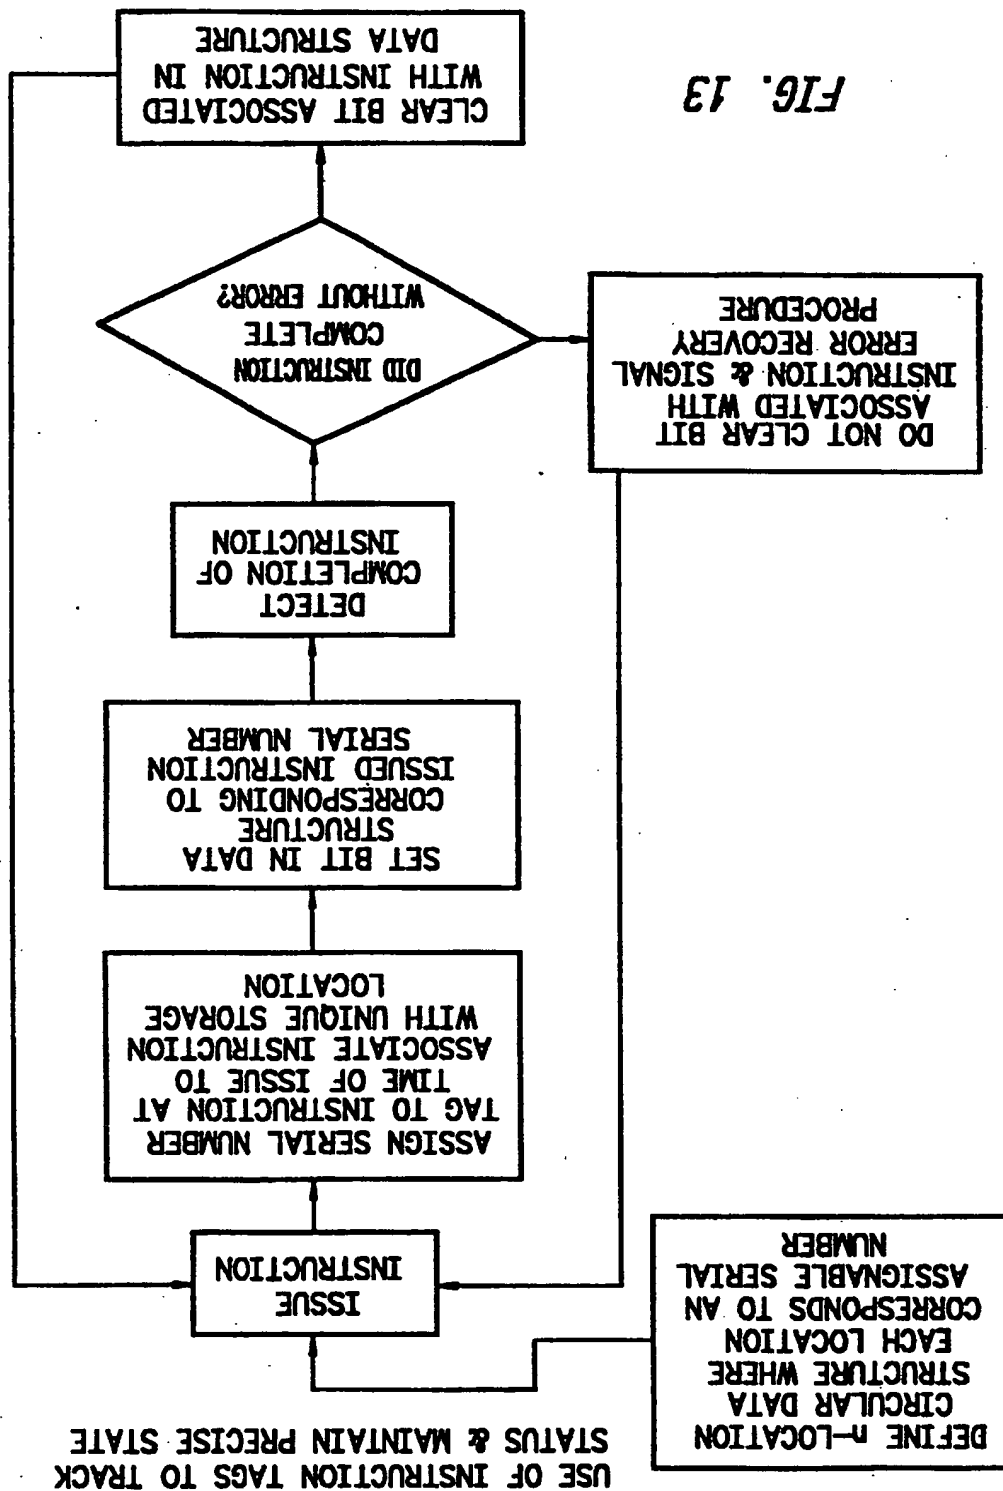 USE OF INSTRUCTION TAGS TO TRACK
STATUS & MAINTAIN PRECISE STATE
DEFINE n-LOCATION
CIRCULAR DATA
STRUCTURE WHERE
EACH LOCATION
CORRESPONDS TO AN
ASSIGNABLE SERIAL
NUMBER
ISSUE
INSTRUCTION
ASSIGN SERIAL NUMBER
TAG TO INSTRUCTION AT
TIME OF ISSUE TO
ASSOCIATE INSTRUCTION
WITH UNIQUE STORAGE
LOCATION
SET BIT IN DATA
STRUCTURE
CORRESPONDING TO
ISSUED INSTRUCTION
SERIAL NUMBER
DETECT
COMPLETION OF
INSTRUCTION
DID INSTRUCTION
COMPLETE
WITHOUT ERROR?
DO NOT CLEAR BIT
ASSOCIATED WITH
INSTRUCTION & SIGNAL
ERROR RECOVERY
PROCEDURE
CLEAR BIT ASSOCIATED
WITH INSTRUCTION IN
DATA STRUCTURE
FIG. 13